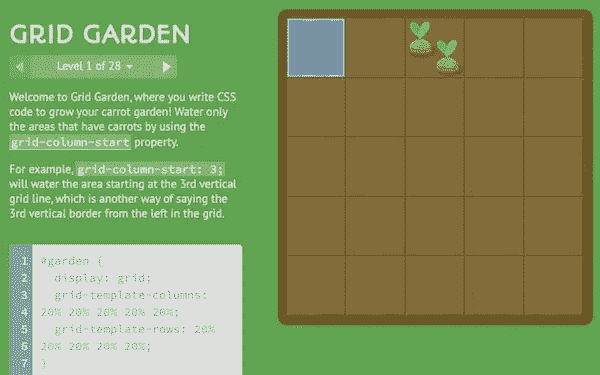 GRID GARDEN
Level 1 of 28
Welcome to Grid Garden, where you write CSS
code to grow your carrot garden! Water only
the areas that have carrots by using the
grid-column-start property.
For example, grid-column-start: 3;
will water the area starting at the 3rd vertical
grid line, which is another way of saying the
3rd vertical border from the left in the grid.
1 #garden {
2 display: grid;
3 grid-template-columns:
4 20% 20% 20% 20% 20%;
5 grid-template-rows: 20%
6 20% 20% 20% 20%;
7 }